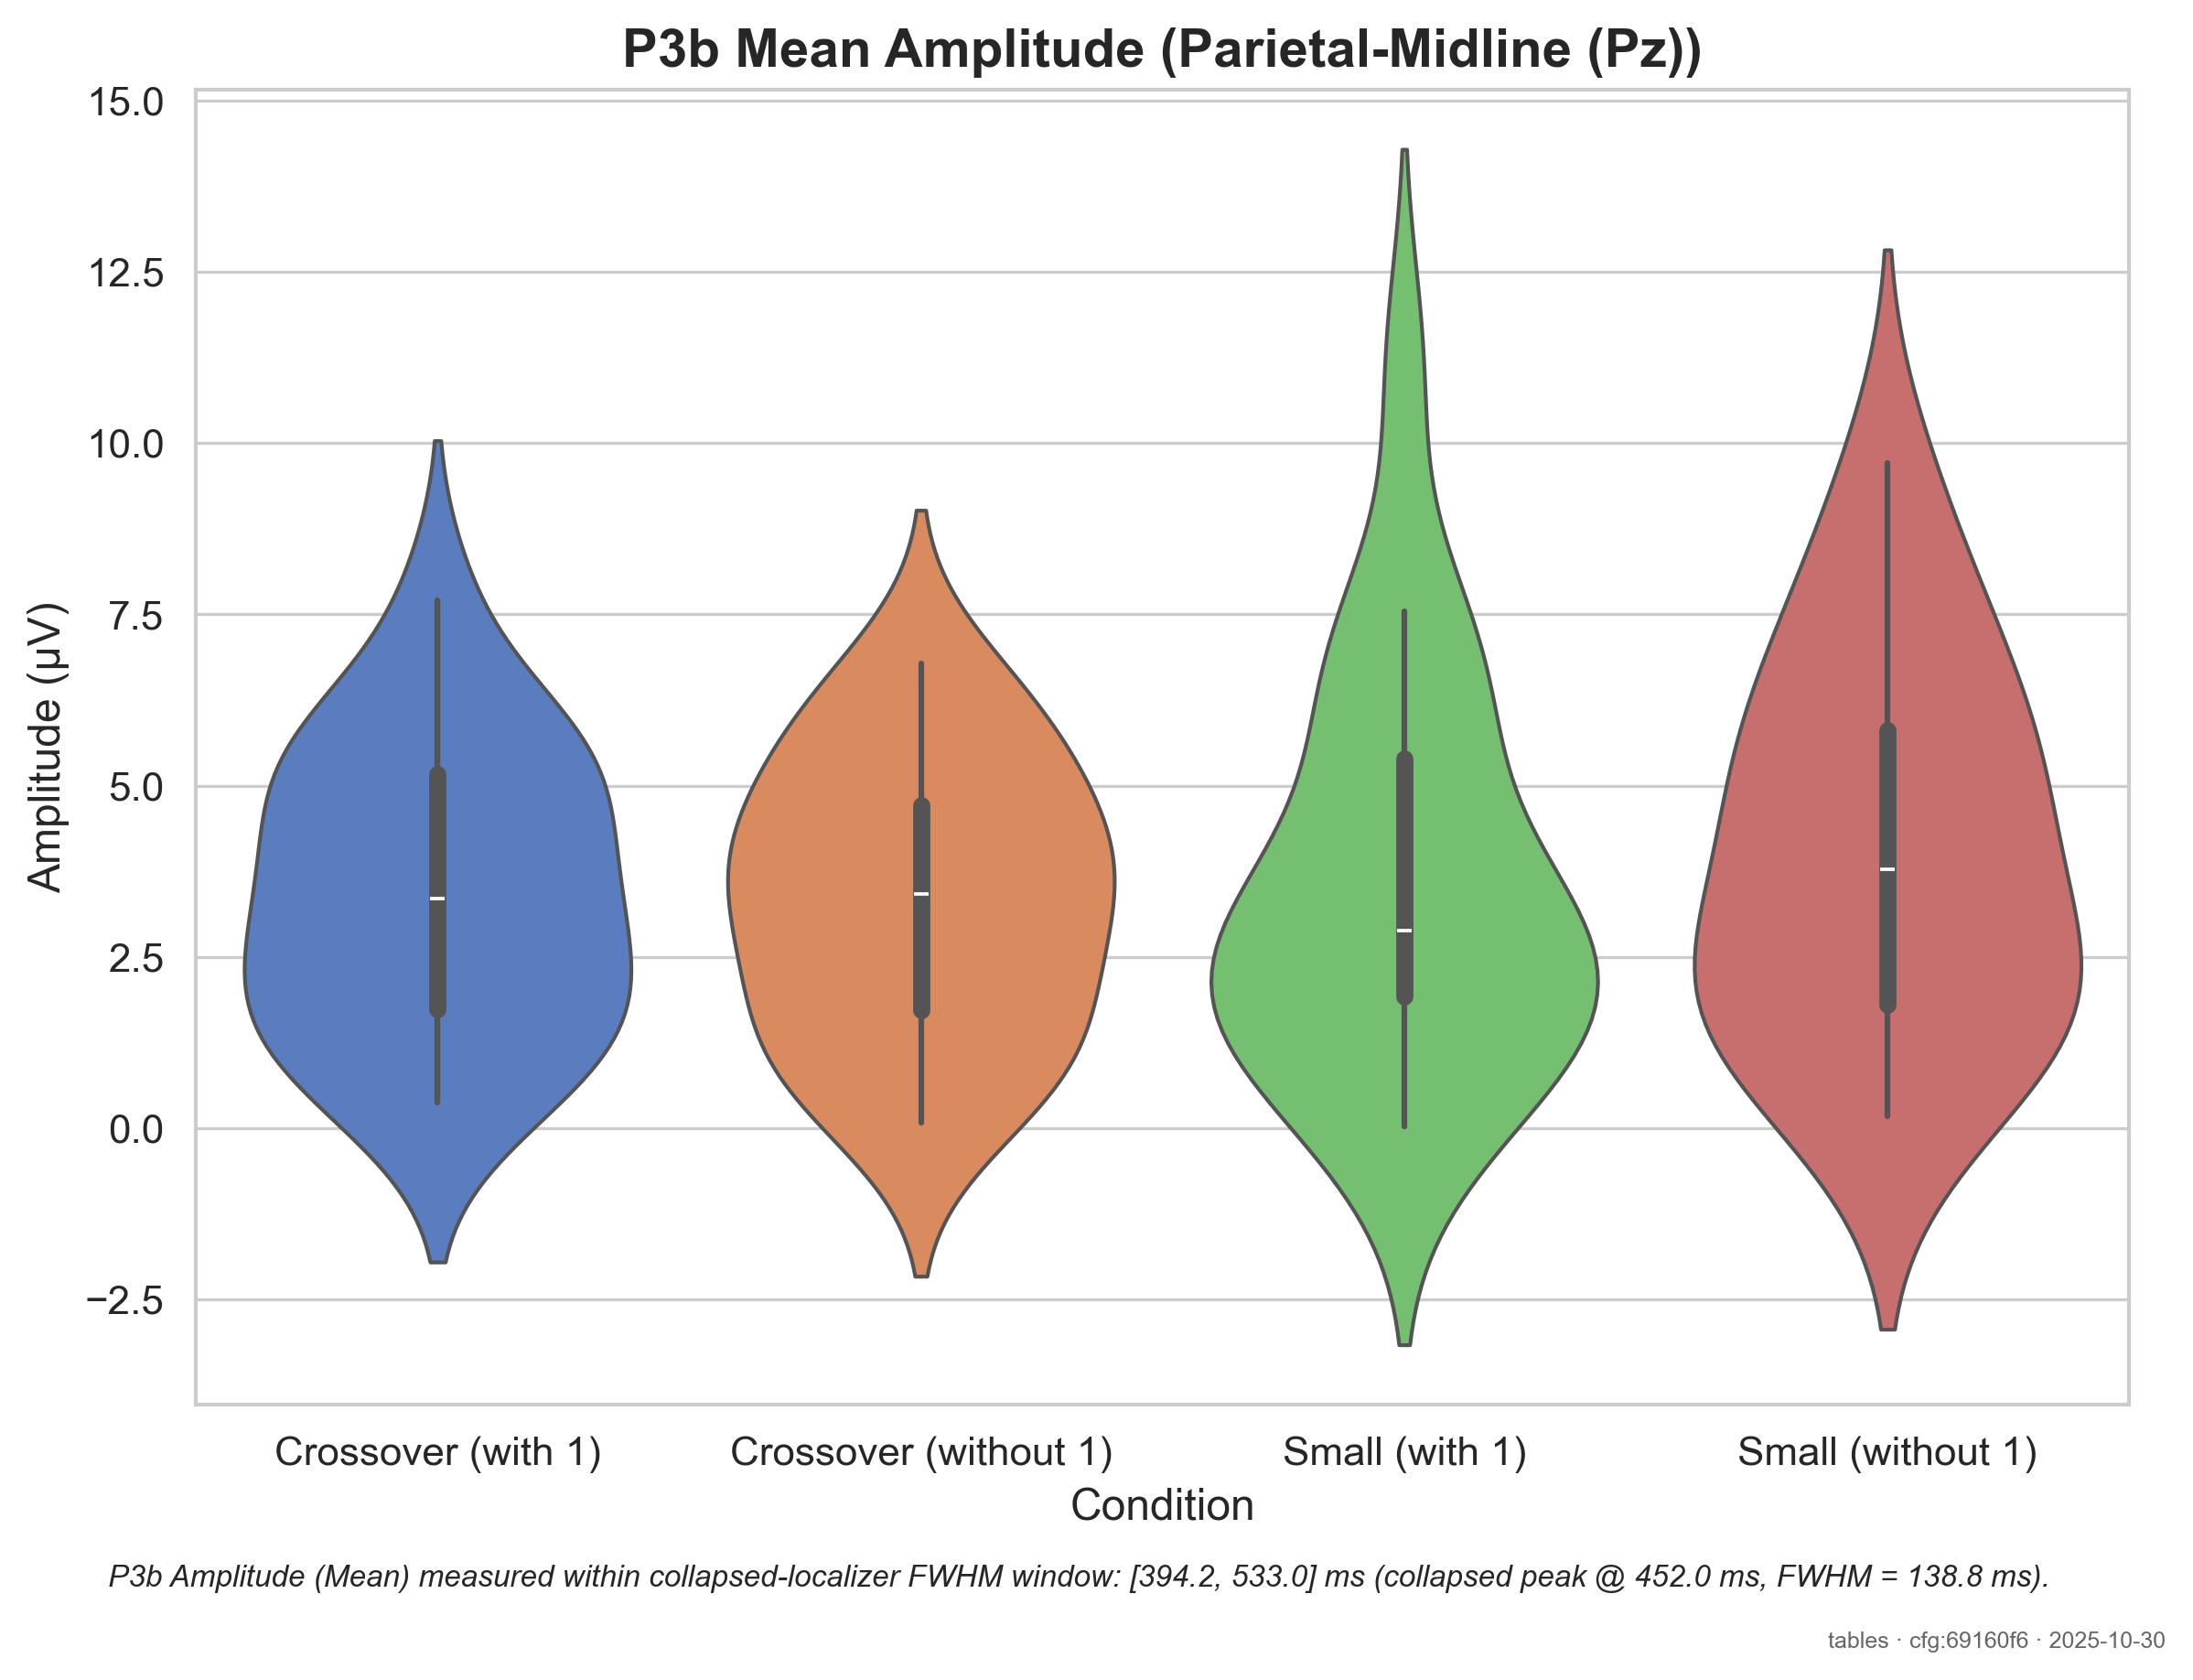 P3b Mean Amplitude (Parietal-Midline (Pz))
15.0
12.5
10.0
7.5
5.0
2.5
0.0
−2.5
Amplitude (µV)
Crossover (with 1)
Crossover (without 1)
Small (with 1)
Small (without 1)
Condition
P3b Amplitude (Mean) measured within collapsed-localizer FWHM window: [394.2, 533.0] ms (collapsed peak @ 452.0 ms, FWHM = 138.8 ms).
tables · cfg:69160f6 · 2025-10-30